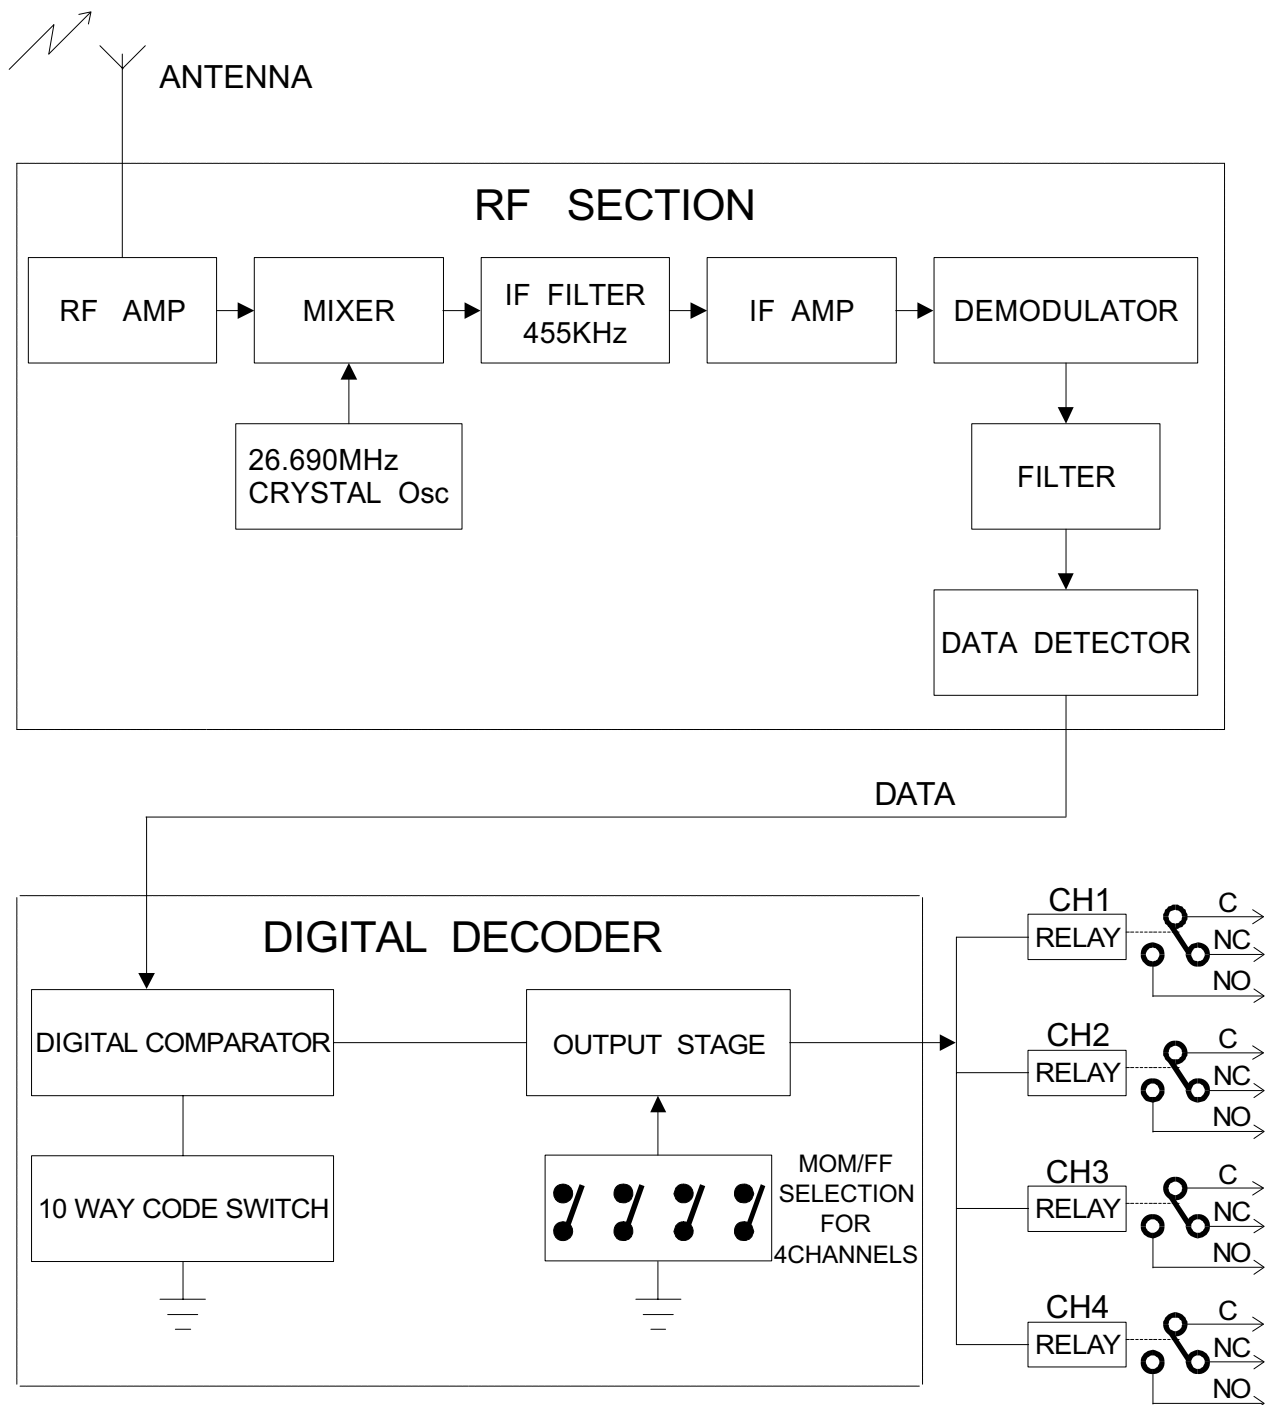 ANTENNA
RF SECTION
RF AMP
MIXER
IF FILTER
455KHz
IF AMP
DEMODULATOR
26.690MHz
CRYSTAL Osc
FILTER
DATA DETECTOR
DATA
DIGITAL DECODER
DIGITAL COMPARATOR
OUTPUT STAGE
10 WAY CODE SWITCH
MOM/FF
SELECTION
FOR
4CHANNELS
CH1
RELAY
C
NC
NO
CH2
RELAY
C
NC
NO
CH3
RELAY
C
NC
NO
CH4
RELAY
C
NC
NO